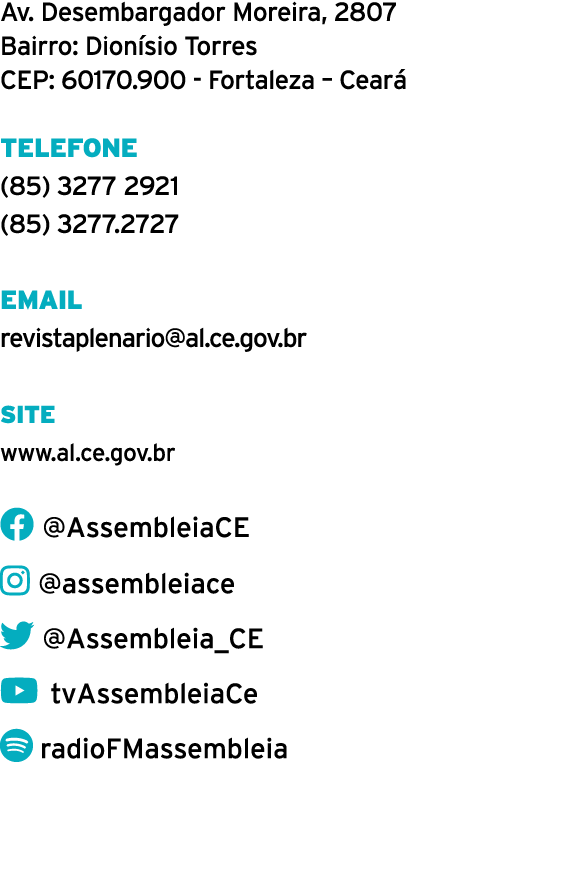 Av. Desembargador Moreira, 2807
Bairro: Dionísio Torres
CEP: 60170.900 - Fortaleza – Ceará
TELEFONE
(85) 3277 2921
(85) 3277.2727
EMAIL
revistaplenario@al.ce.gov.br
SITE
www.al.ce.gov.br
@AssembleiaCE
@assembleiace
@Assembleia_CE
tvAssembleiaCe
radioFMassembleia